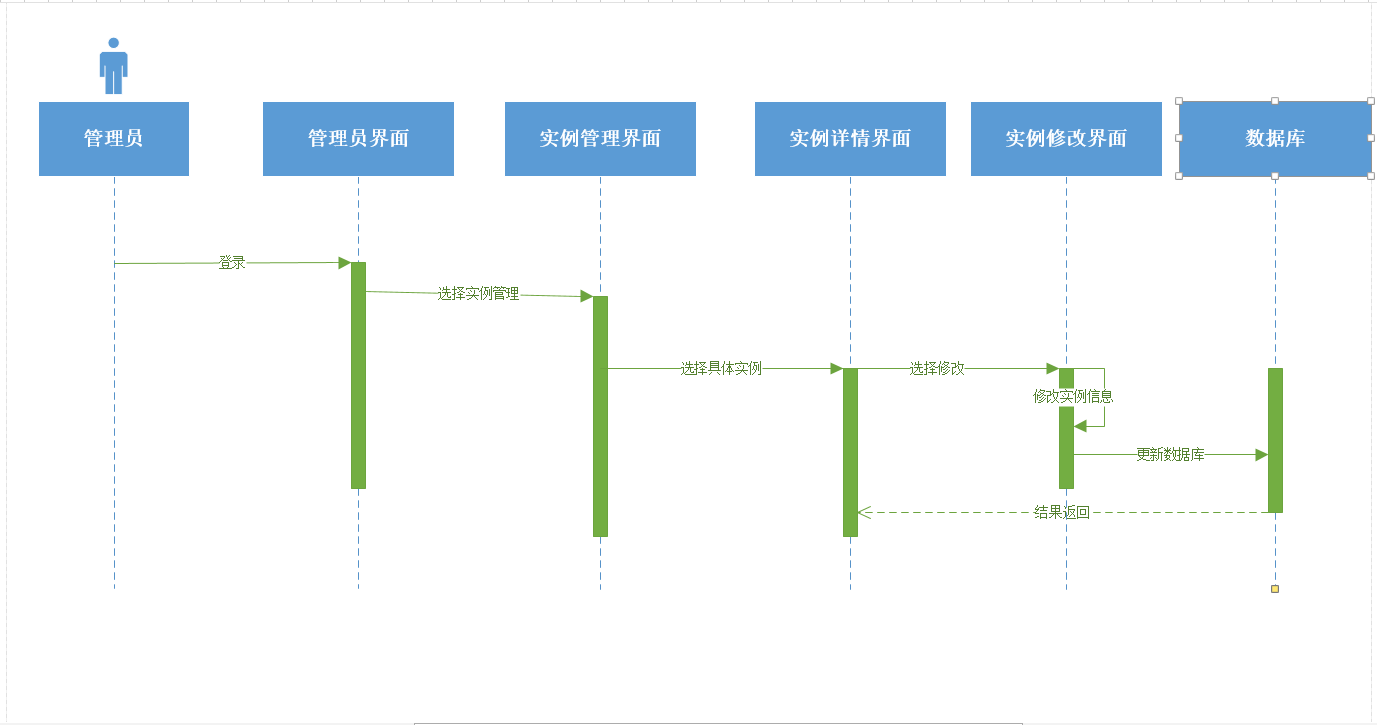 管理员
管理员界面
实例管理界面
实例详情界面
实例修改界面
数据库
登录
选择实例管理
选择具体实例
选择修改
修改实例信息
更新数据库
结果返回